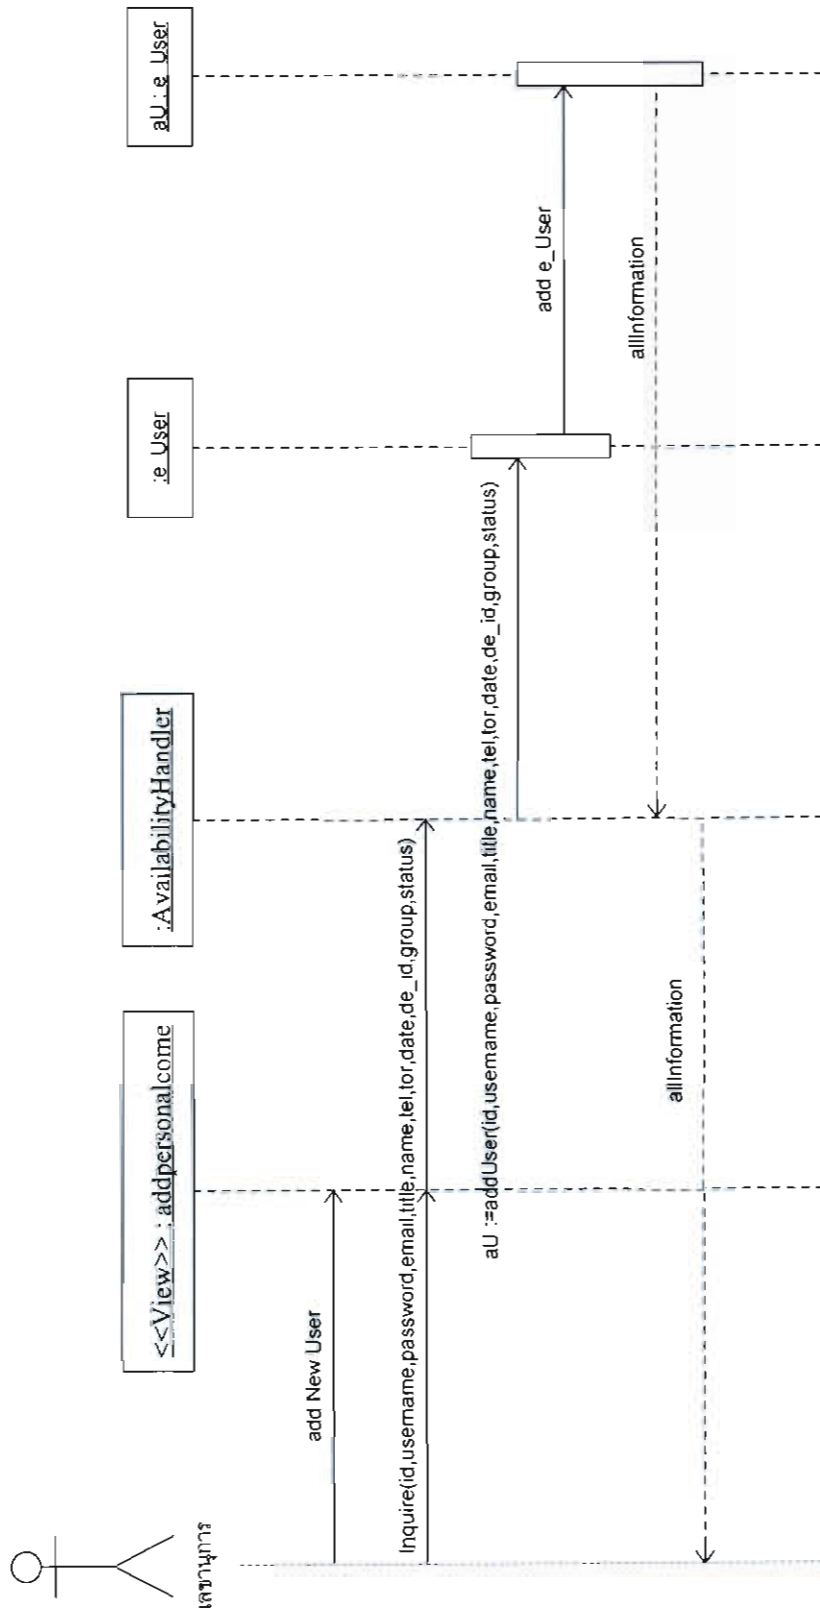 เลขานุการ
<<View>> : addpersonalcome
:AvailabilityHandler
:e_User
aU : e_User
add New User
Inquire(id,username,password,email,title,name,tel,tor,date,de_id,group,status)
aU :=addUser(id,username,password,email,title,name,tel,tor,date,de_id,group,status)
add e_User
allInformation
allInformation